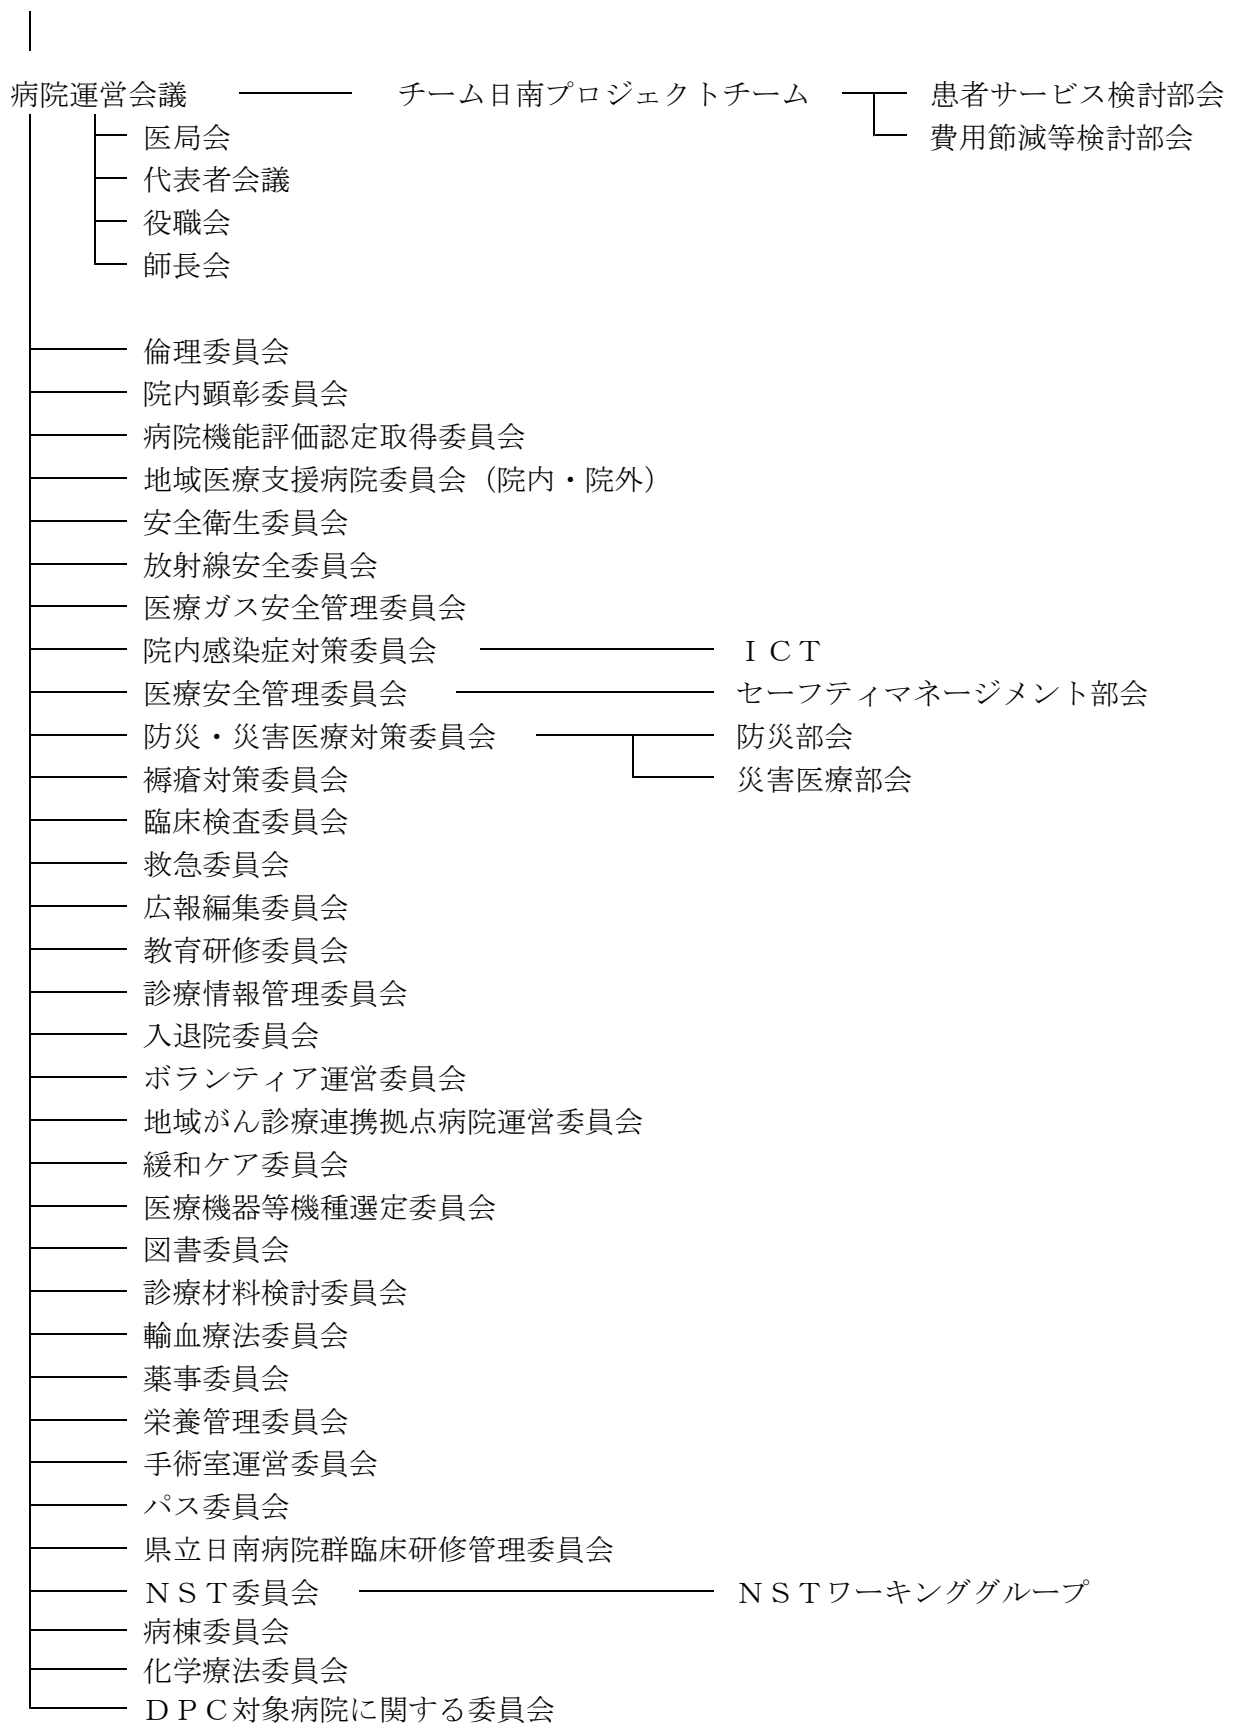 病院運営会議 チーム日南プロジェクトチーム 患者サービス検討部会
医局会 費用節減等検討部会
代表者会議
役職会
師長会
倫理委員会
院内顕彰委員会
病院機能評価認定取得委員会
地域医療支援病院委員会（院内・院外）
安全衛生委員会
放射線安全委員会
医療ガス安全管理委員会
院内感染症対策委員会 ＩＣＴ
医療安全管理委員会 セーフティマネージメント部会
防災・災害医療対策委員会 防災部会
褥瘡対策委員会 災害医療部会
臨床検査委員会
救急委員会
広報編集委員会
教育研修委員会
診療情報管理委員会
入退院委員会
ボランティア運営委員会
地域がん診療連携拠点病院運営委員会
緩和ケア委員会
医療機器等機種選定委員会
図書委員会
診療材料検討委員会
輸血療法委員会
薬事委員会
栄養管理委員会
手術室運営委員会
パス委員会
県立日南病院群臨床研修管理委員会
ＮＳＴ委員会 ＮＳＴワーキンググループ
病棟委員会
化学療法委員会
ＤＰＣ対象病院に関する委員会